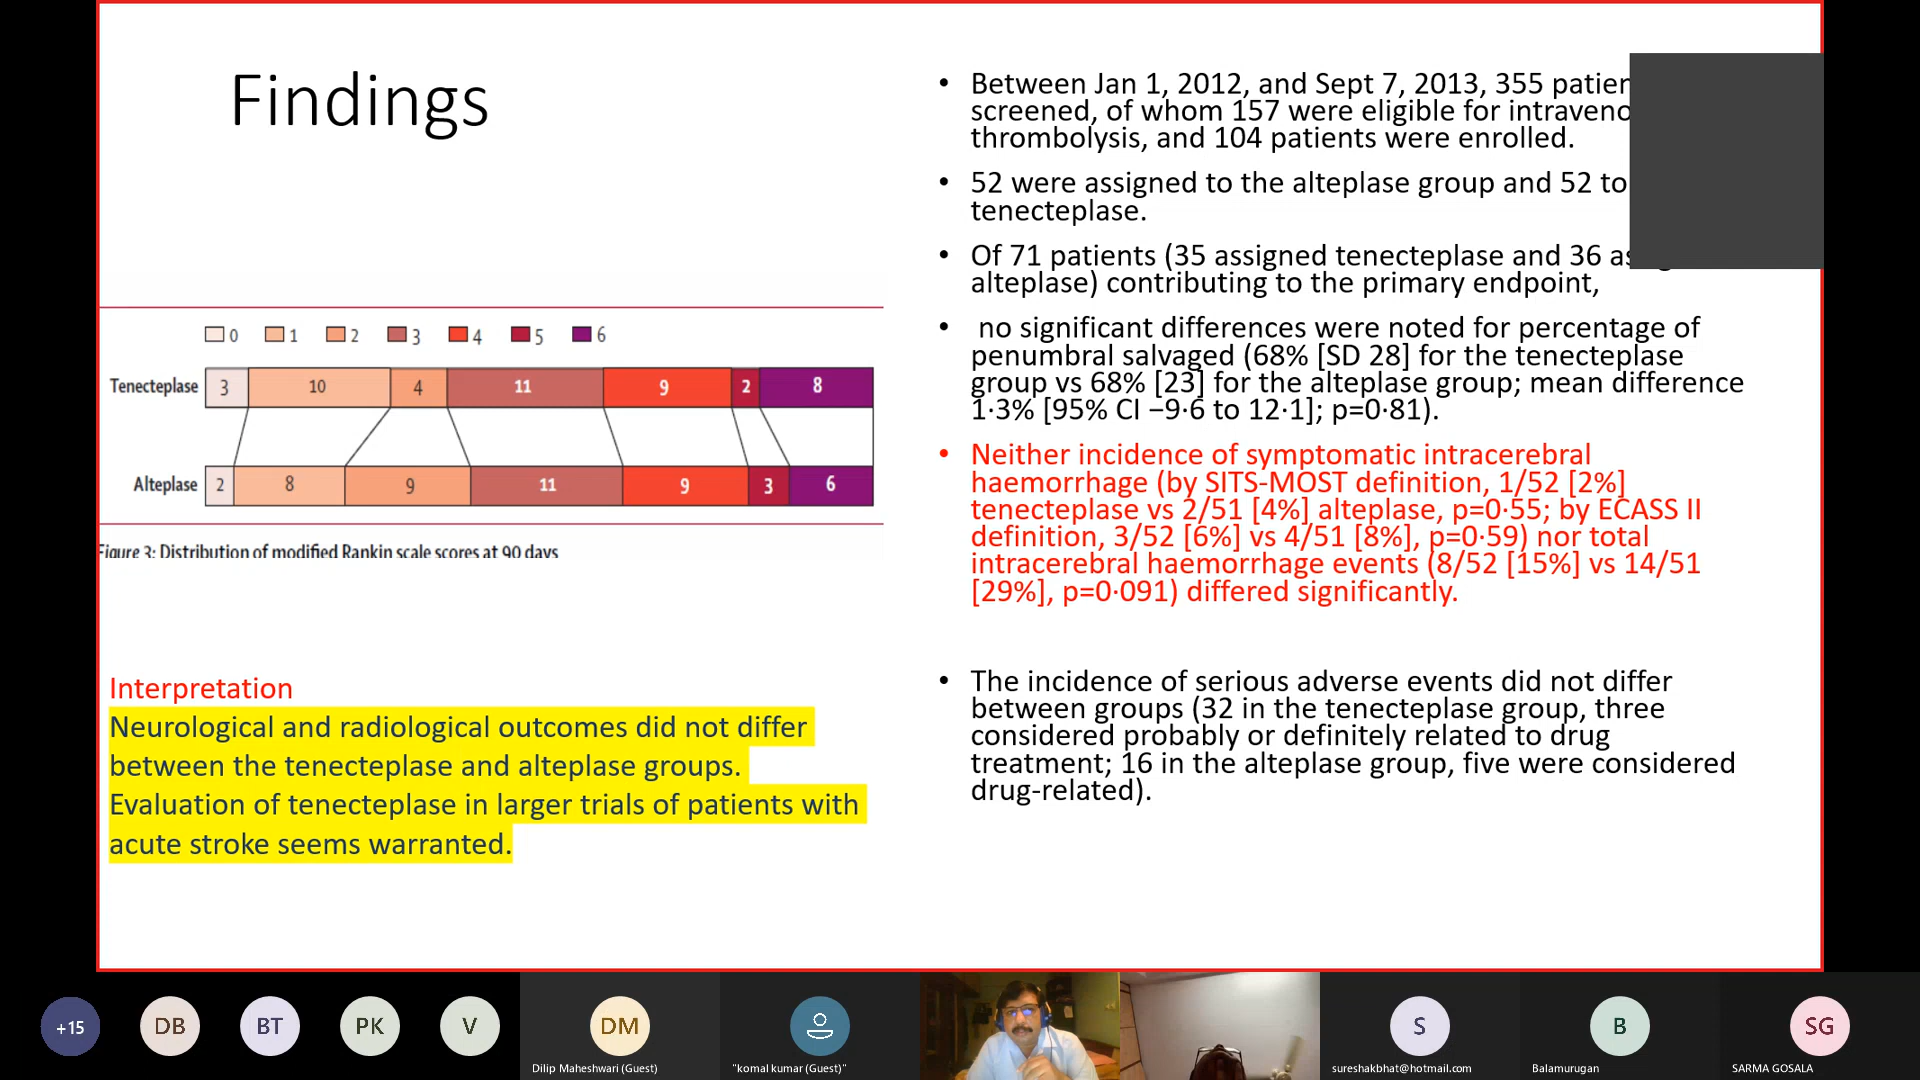 Findings
0 1 2 3 4 5 6
Tenecteplase 3 10 4 11 9 2 8
Alteplase 2 8 9 11 9 3 6
Figure 3: Distribution of modified Rankin scale scores at 90 days
Interpretation
Neurological and radiological outcomes did not differ
between the tenecteplase and alteplase groups.
Evaluation of tenecteplase in larger trials of patients with
acute stroke seems warranted.
• Between Jan 1, 2012, and Sept 7, 2013, 355
screened, of whom 157 were eligible for
thrombolysis, and 104 patients were enrolled.
• 52 were assigned to the alteplase group and 52 to
tenecteplase.
• Of 71 patients (35 assigned tenecteplase and 36
alteplase) contributing to the primary endpoint,
• no significant differences were noted for percentage of
penumbral salvaged (68% [SD 28] for the tenecteplase
group vs 68% [23] for the alteplase group; mean difference
1·3% [95% CI −9·6 to 12·1]; p=0·81).
• Neither incidence of symptomatic intracerebral
haemorrhage (by SITS-MOST definition, 1/52 [2%]
tenecteplase vs 2/51 [4%] alteplase, p=0·55; by ECASS II
definition, 3/52 [6%] vs 4/51 [8%], p=0·59) nor total
intracerebral haemorrhage events (8/52 [15%] vs 14/51
[29%], p=0·091) differed significantly.
• The incidence of serious adverse events did not differ
between groups (32 in the tenecteplase group, three
considered probably or definitely related to drug
treatment; 16 in the alteplase group, five were considered
drug-related).
+15 DB BT PK V DM S B SG
Dilip Maheshwari (Guest) "komal kumar (Guest)" sureshakbhat@hotmail.com Balamurugan SARMA GOSALA